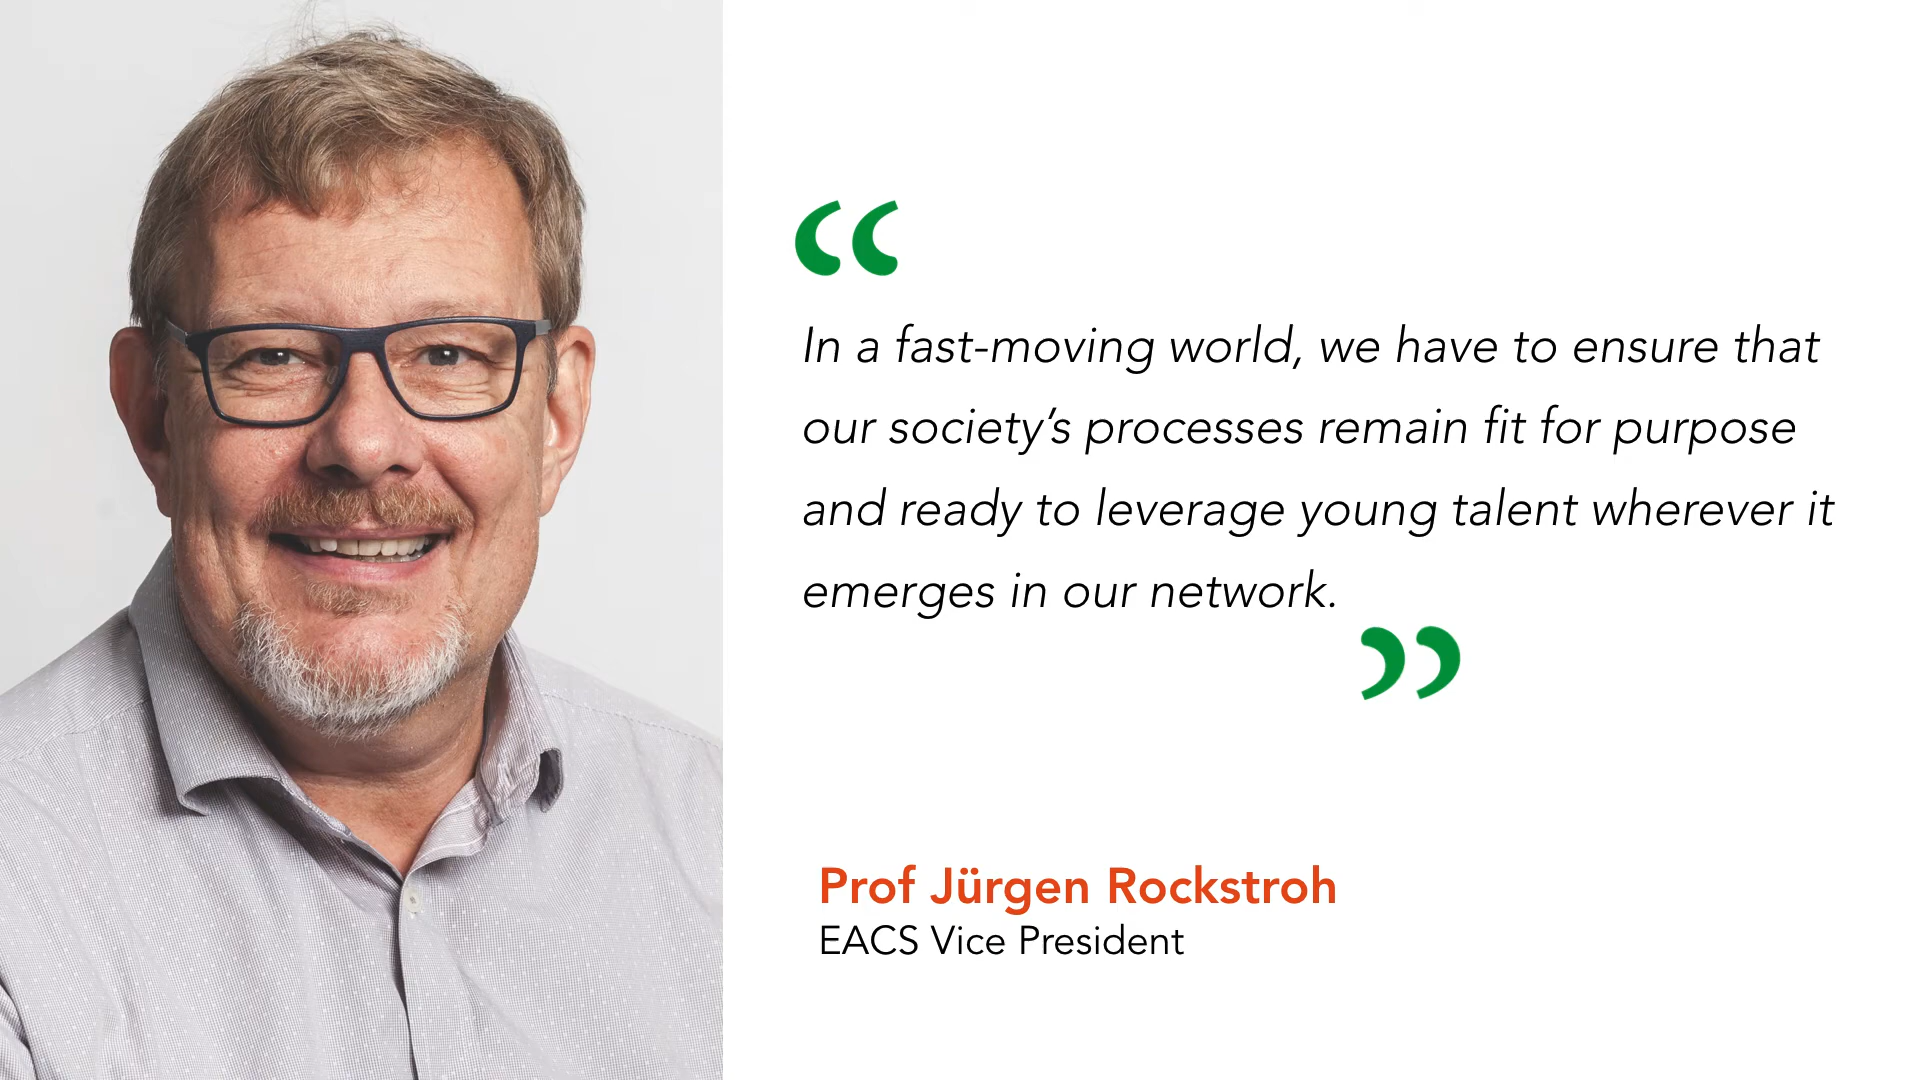 “
In a fast-moving world, we have to ensure that
our society’s processes remain fit for purpose
and ready to leverage young talent wherever it
emerges in our network.
”
Prof Jürgen Rockstroh
EACS Vice President